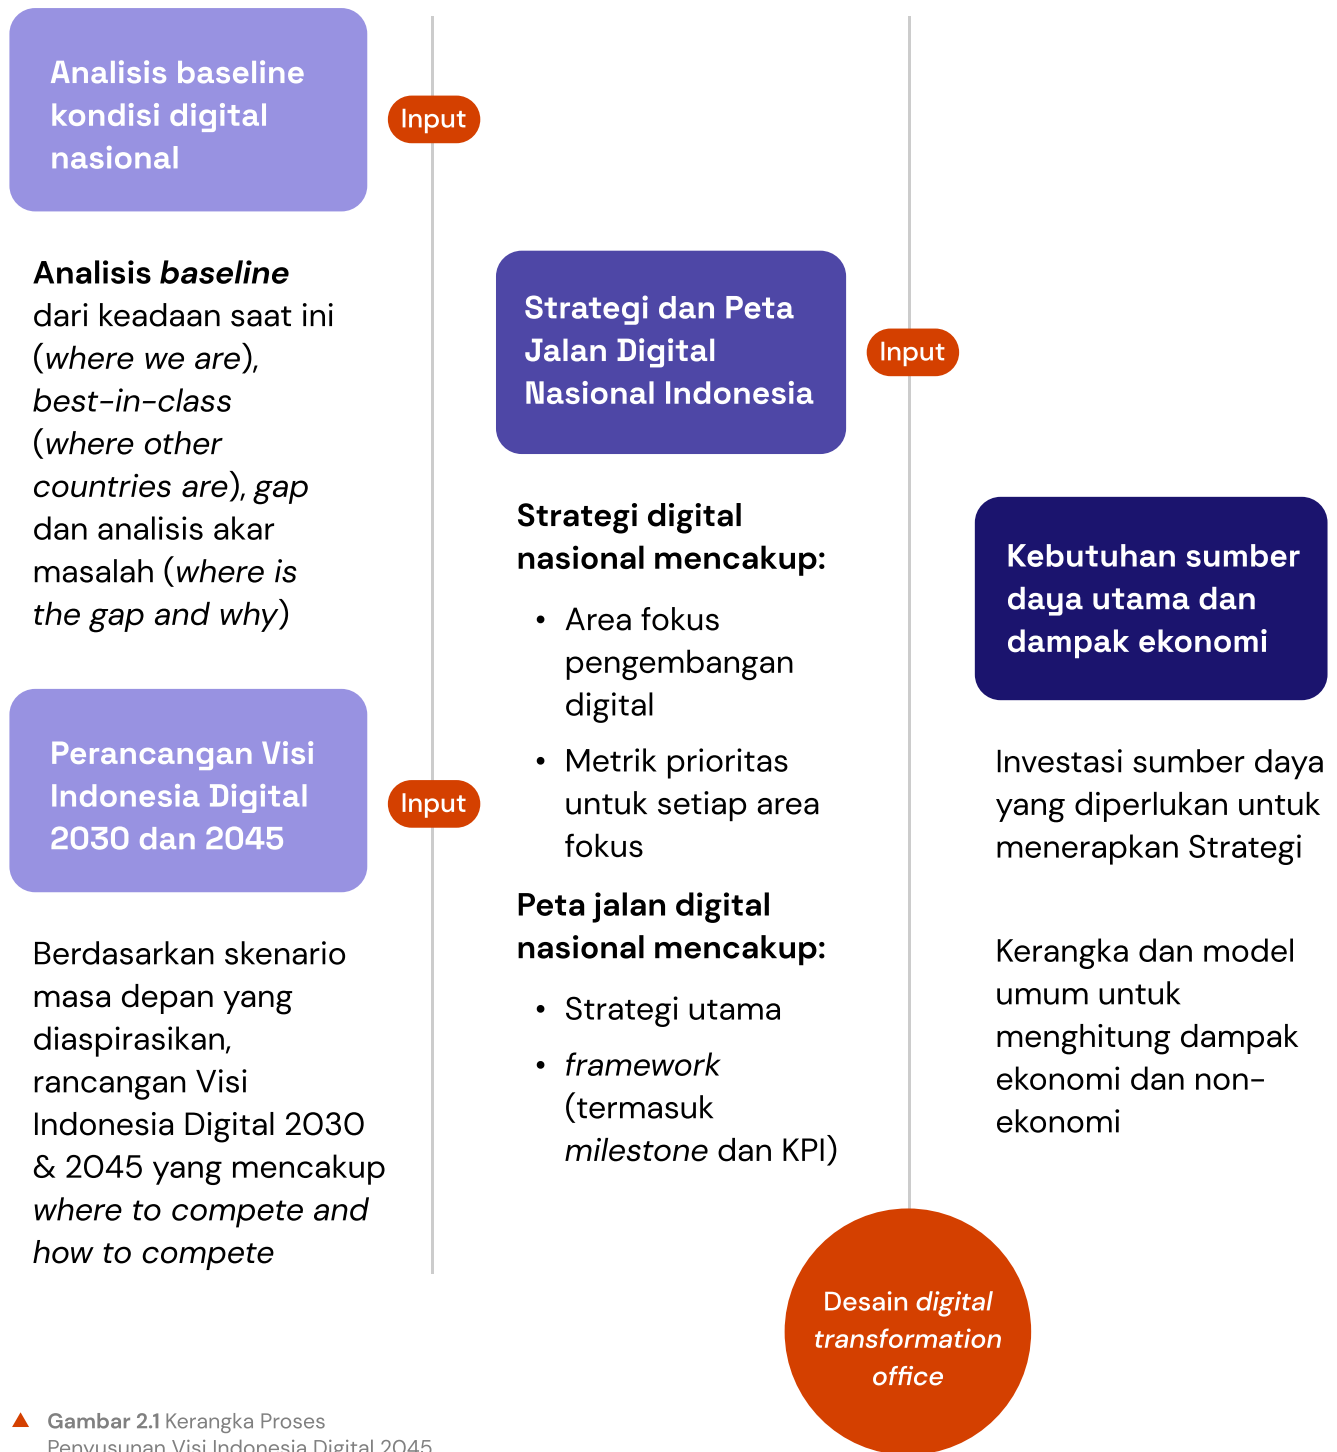 Analisis baseline
kondisi digital
nasional
Input
Analisis baseline
dari keadaan saat ini
(where we are),
best-in-class
(where other
countries are), gap
dan analisis akar
masalah (where is
the gap and why)
Perancangan Visi
Indonesia Digital
2030 dan 2045
Input
Berdasarkan skenario
masa depan yang
diaspirasikan,
rancangan Visi
Indonesia Digital 2030
& 2045 yang mencakup
where to compete and
how to compete
Strategi dan Peta
Jalan Digital
Nasional Indonesia
Input
Strategi digital
nasional mencakup:
• Area fokus
pengembangan
digital
• Metrik prioritas
untuk setiap area
fokus
Peta jalan digital
nasional mencakup:
• Strategi utama
• framework
(termasuk
milestone dan KPI)
Kebutuhan sumber
daya utama dan
dampak ekonomi
Investasi sumber daya
yang diperlukan untuk
menerapkan Strategi
Kerangka dan model
umum untuk
menghitung dampak
ekonomi dan non-
ekonomi
Desain digital
transformation
office
Gambar 2.1 Kerangka Proses
Penyusunan Visi Indonesia Digital 2045